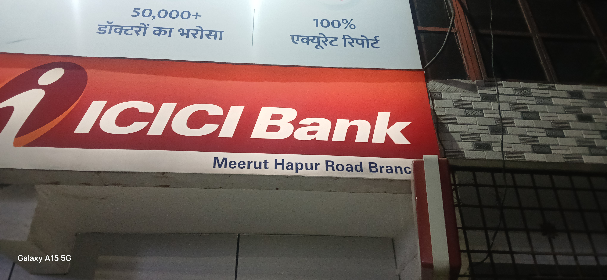 50,000+
डॉक्टरों का भरोसा
100%
एक्यूरेट रिपोर्ट
ICICI Bank
Meerut Hapur Road Branc
Galaxy A15 5G